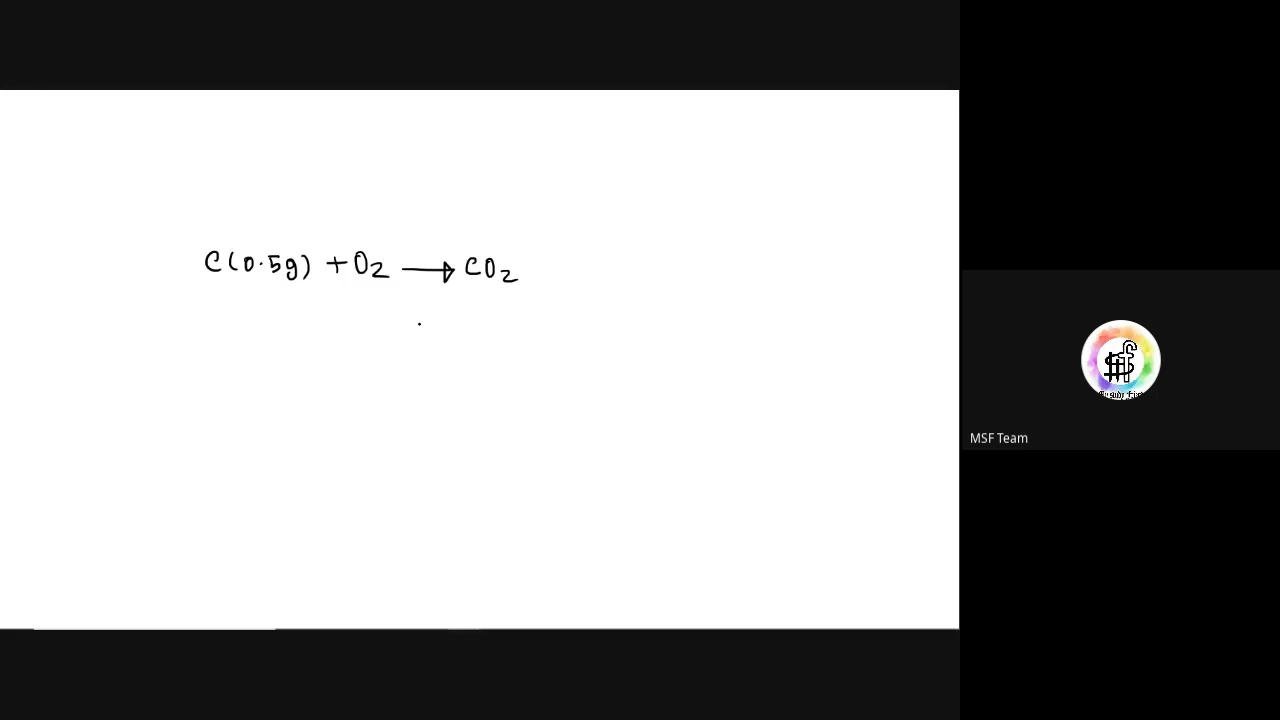 C(0.5g) + O2 → CO2
MSF Team